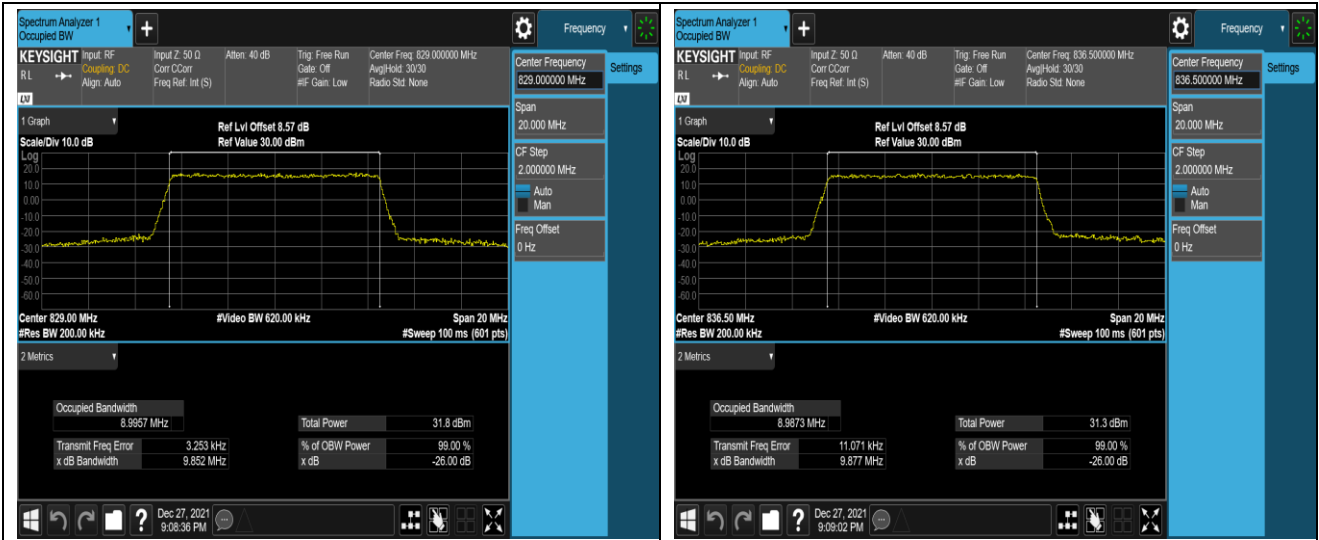 Spectrum Analyzer 1
Occupied BW
+
Frequency
KEYSIGHT Input: RF Input Z: 50 Ω Atten: 40 dB Trig: Free Run Center Freq: 829.000000 MHz
Coupling: DC Corr CCorr Gate: Off Avg|Hold: 30/30
RL Align: Auto Freq Ref: Int (S) #IF Gain: Low Radio Std: None
LXI
Center Frequency
829.000000 MHz
Settings
Span
20.000 MHz
CF Step
2.000000 MHz
Auto
Man
Freq Offset
0 Hz
1 Graph
Ref Lvl Offset 8.57 dB
Scale/Div 10.0 dB Ref Value 30.00 dBm
Log
20.0
10.0
0.00
-10.0
-20.0
-30.0
-40.0
-50.0
-60.0
Center 829.00 MHz #Video BW 620.00 kHz Span 20 MHz
#Res BW 200.00 kHz #Sweep 100 ms (601 pts)
2 Metrics
Occupied Bandwidth
8.9957 MHz Total Power 31.8 dBm
Transmit Freq Error 3.253 kHz % of OBW Power 99.00 %
x dB Bandwidth 9.852 MHz x dB -26.00 dB
? Dec 27, 2021
9:08:36 PM
Spectrum Analyzer 1
Occupied BW
+
Frequency
KEYSIGHT Input: RF Input Z: 50 Ω Atten: 40 dB Trig: Free Run Center Freq: 836.500000 MHz
Coupling: DC Corr CCorr Gate: Off Avg|Hold: 30/30
RL Align: Auto Freq Ref: Int (S) #IF Gain: Low Radio Std: None
LXI
Center Frequency
836.500000 MHz
Settings
Span
20.000 MHz
CF Step
2.000000 MHz
Auto
Man
Freq Offset
0 Hz
1 Graph
Ref Lvl Offset 8.57 dB
Scale/Div 10.0 dB Ref Value 30.00 dBm
Log
20.0
10.0
0.00
-10.0
-20.0
-30.0
-40.0
-50.0
-60.0
Center 836.50 MHz #Video BW 620.00 kHz Span 20 MHz
#Res BW 200.00 kHz #Sweep 100 ms (601 pts)
2 Metrics
Occupied Bandwidth
8.9873 MHz Total Power 31.3 dBm
Transmit Freq Error 11.071 kHz % of OBW Power 99.00 %
x dB Bandwidth 9.877 MHz x dB -26.00 dB
? Dec 27, 2021
9:09:02 PM